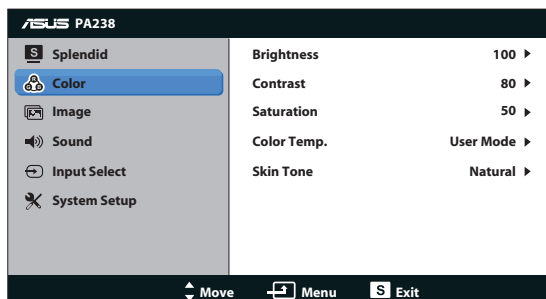 ASUS PA238
S Splendid
Color
Image
Sound
Input Select
System Setup
Brightness 100
Contrast 80
Saturation 50
Color Temp. User Mode
Skin Tone Natural
Move Menu S Exit